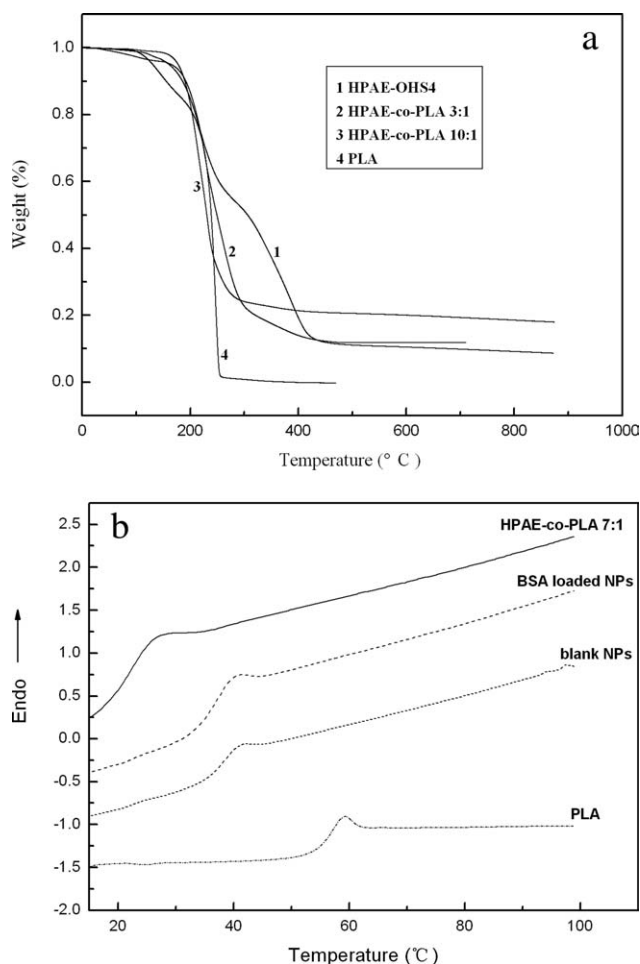 a
1.0
0.8
0.6
0.4
0.2
0.0
Weight (%)
1 HPAE-OHS4
2 HPAE-co-PLA 3:1
3 HPAE-co-PLA 10:1
4 PLA
3
2
1
4
0
200
400
600
800
1000
Temperature (° C)
b
2.5
2.0
1.5
1.0
0.5
0.0
-0.5
-1.0
-1.5
-2.0
Endo
HPAE-co-PLA 7:1
BSA loaded NPs
blank NPs
PLA
20
40
60
80
100
Temperature (℃)